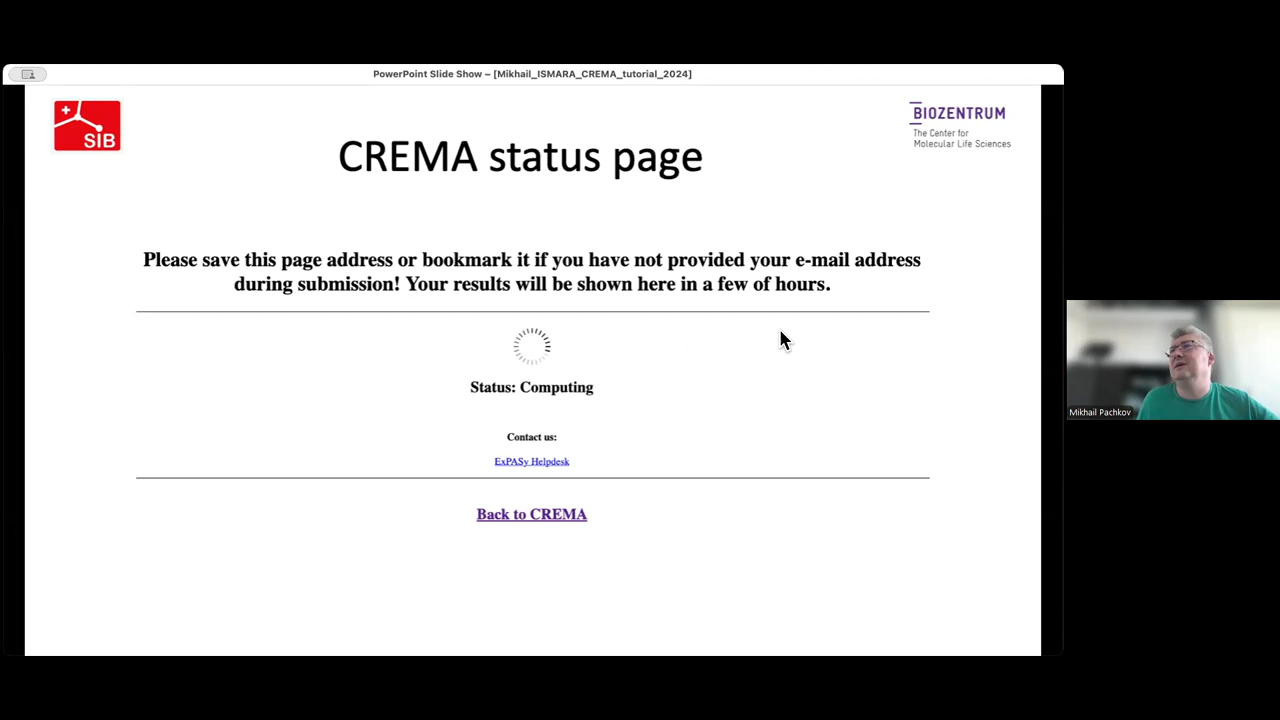 PowerPoint Slide Show – [Mikhail_ISMARA_CREMA_tutorial_2024]
SIB
BIOZENTRUM
The Center for
Molecular Life Sciences
CREMA status page
Please save this page address or bookmark it if you have not provided your e-mail address
during submission! Your results will be shown here in a few of hours.
Status: Computing
Contact us:
ExPASy Helpdesk
Back to CREMA
Mikhail Pachkov